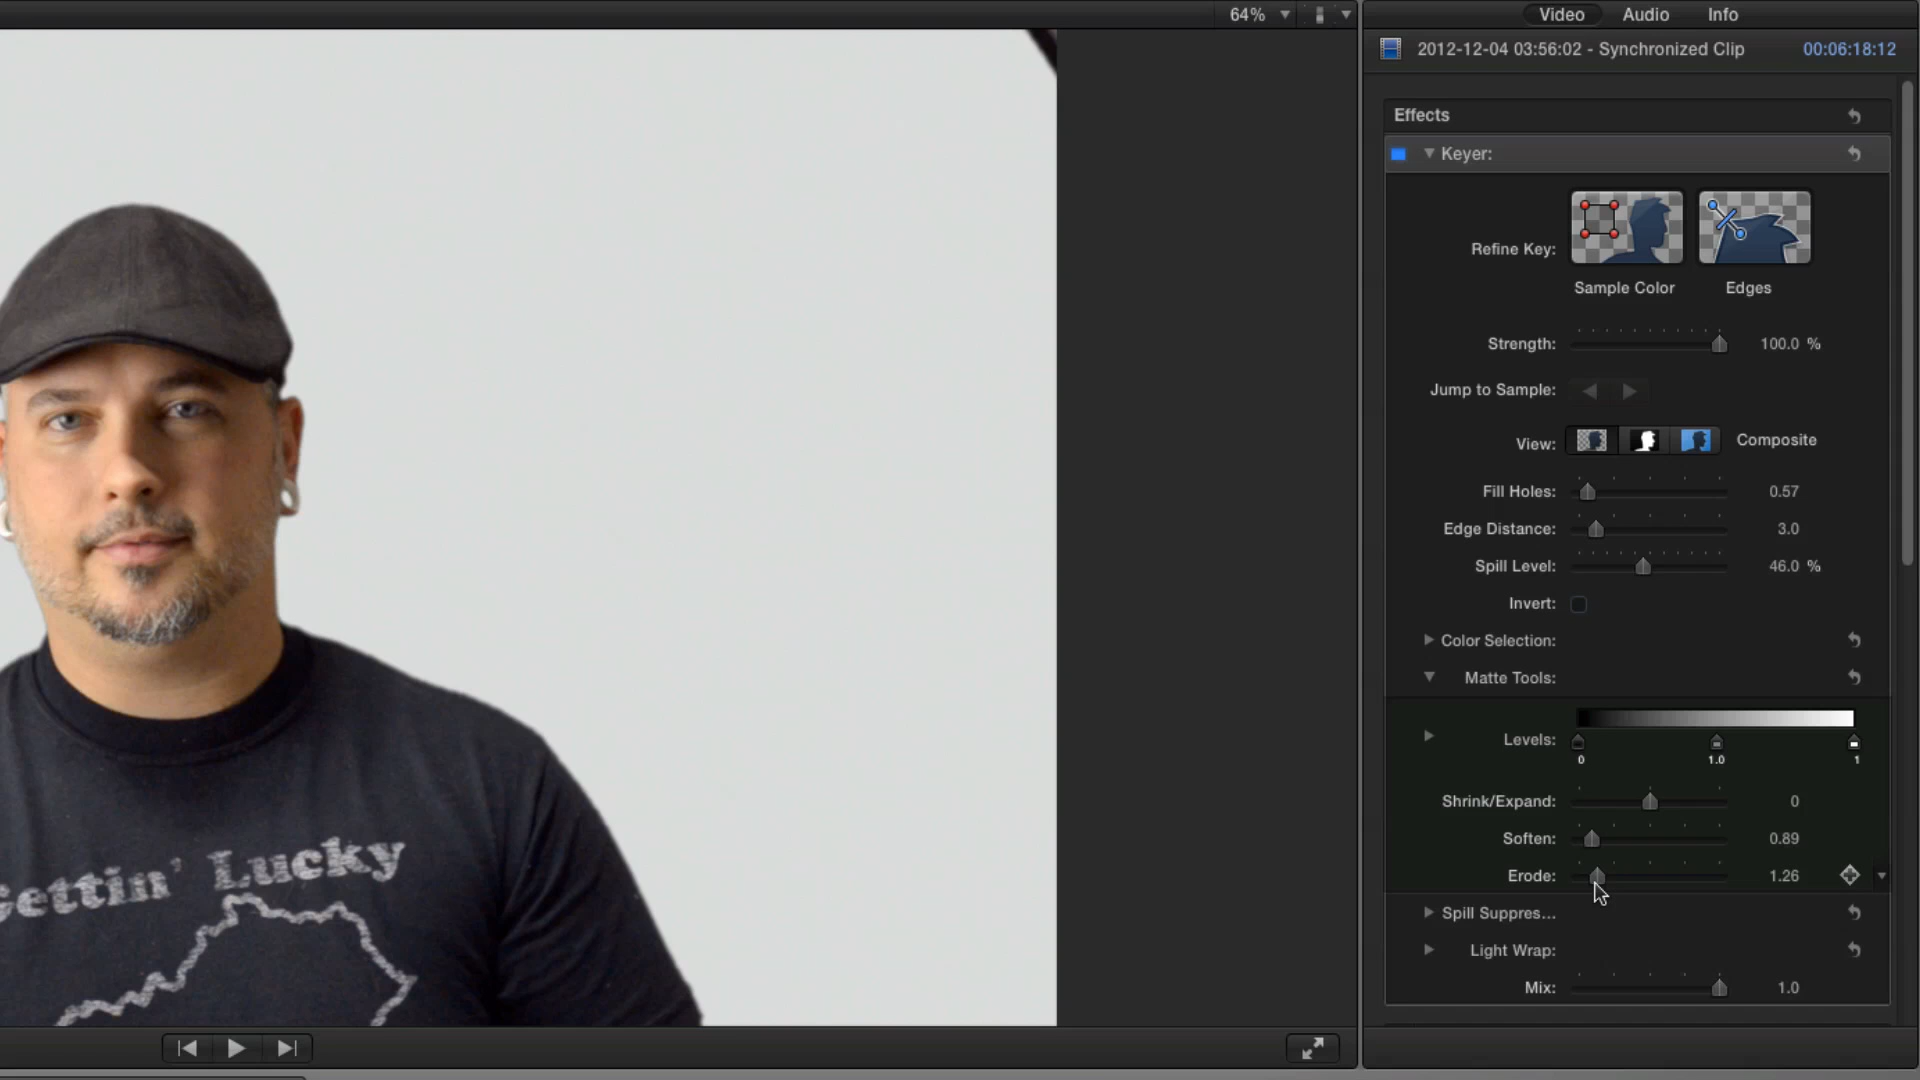 64%
Video Audio Info
2012-12-04 03:56:02 - Synchronized Clip 00:06:18:12
Effects
Keyer:
Refine Key:
Sample Color Edges
Strength: 100.0 %
Jump to Sample:
View: Composite
Fill Holes: 0.57
Edge Distance: 3.0
Spill Level: 46.0 %
Invert:
Color Selection:
Matte Tools:
Levels:
0 1.0 1
Shrink/Expand: 0
Soften: 0.89
Erode: 1.26
Spill Suppres...
Light Wrap:
Mix: 1.0
Gettin' Lucky